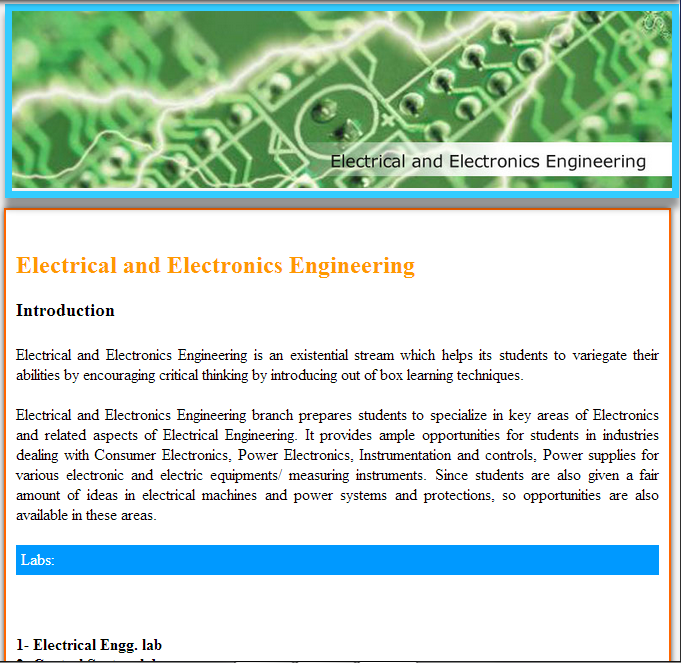 Electrical and Electronics Engineering
Electrical and Electronics Engineering
Introduction
Electrical and Electronics Engineering is an existential stream which helps its students to variegate their
abilities by encouraging critical thinking by introducing out of box learning techniques.
Electrical and Electronics Engineering branch prepares students to specialize in key areas of Electronics
and related aspects of Electrical Engineering. It provides ample opportunities for students in industries
dealing with Consumer Electronics, Power Electronics, Instrumentation and controls, Power supplies for
various electronic and electric equipments/ measuring instruments. Since students are also given a fair
amount of ideas in electrical machines and power systems and protections, so opportunities are also
available in these areas.
Labs:
1- Electrical Engg. lab